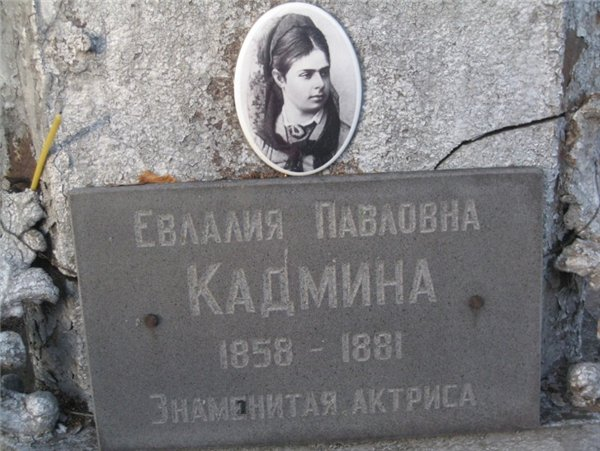 Евлалия Павловна
Кадмина
1858 - 1881
Знаменитая актриса